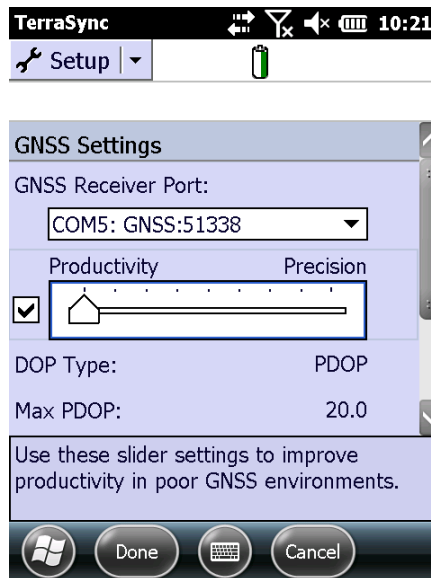 TerraSync 10:21
Setup
GNSS Settings
GNSS Receiver Port:
COM5: GNSS:51338
Productivity Precision
DOP Type: PDOP
Max PDOP: 20.0
Use these slider settings to improve
productivity in poor GNSS environments.
Done Cancel